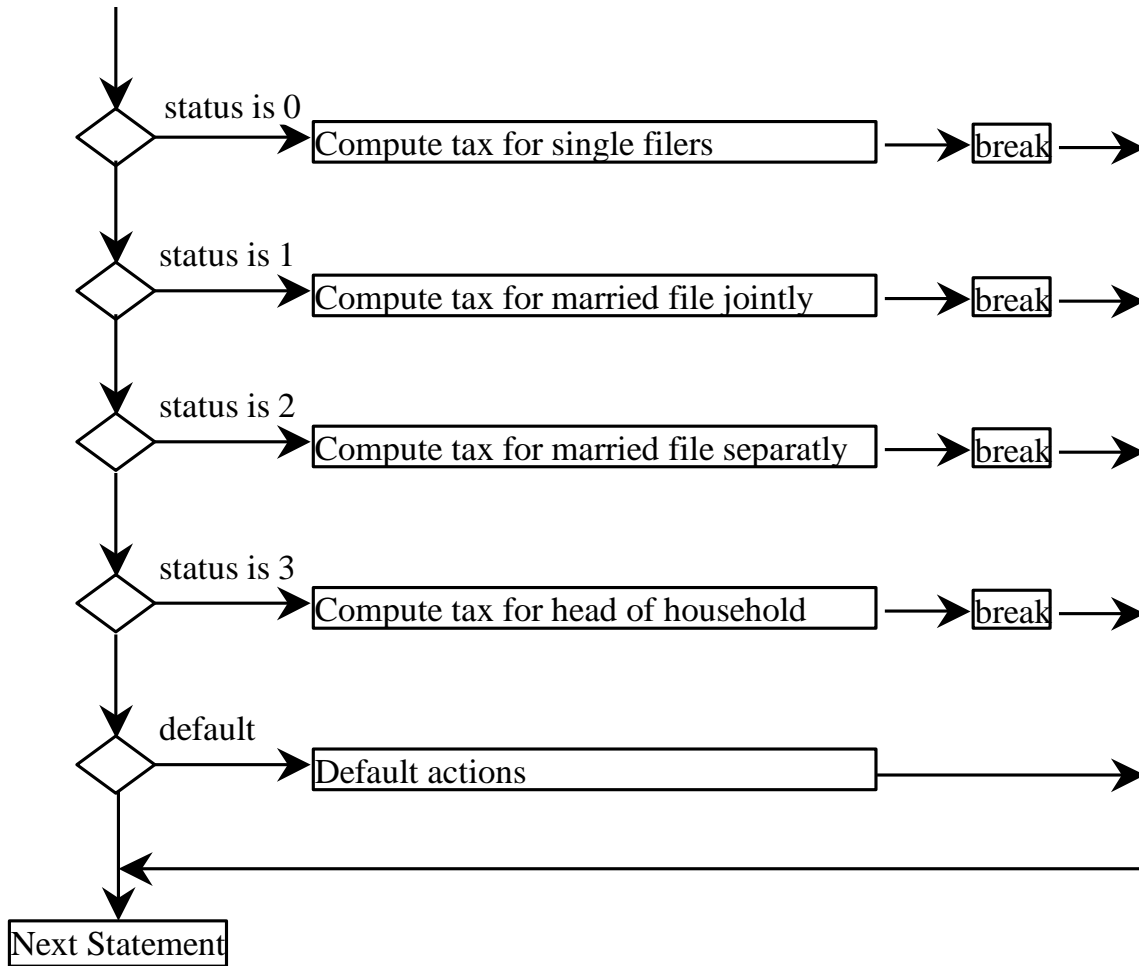 status is 0
Compute tax for single filers
break
status is 1
Compute tax for married file jointly
break
status is 2
Compute tax for married file separatly
break
status is 3
Compute tax for head of household
break
default
Default actions
Next Statement